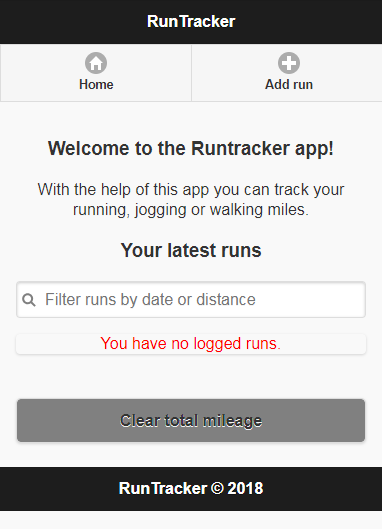 RunTracker
Home
Add run
Welcome to the Runtracker app!
With the help of this app you can track your
running, jogging or walking miles.
Your latest runs
Filter runs by date or distance
You have no logged runs.
Clear total mileage
RunTracker © 2018